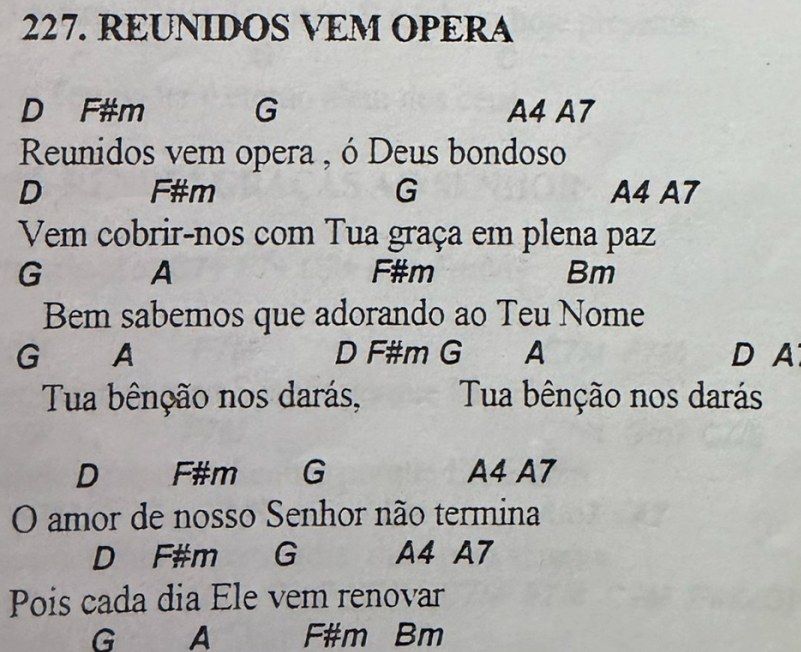 227. REUNIDOS VEM OPERA
D F#m G A4 A7
Reunidos vem opera , ó Deus bondoso
D F#m G A4 A7
Vem cobrir-nos com Tua graça em plena paz
G A F#m Bm
Bem sabemos que adorando ao Teu Nome
G A D F#m G A D
Tua bênção nos darás, Tua bênção nos darás
D F#m G A4 A7
O amor de nosso Senhor não termina
D F#m G A4 A7
Pois cada dia Ele vem renovar
G A F#m Bm